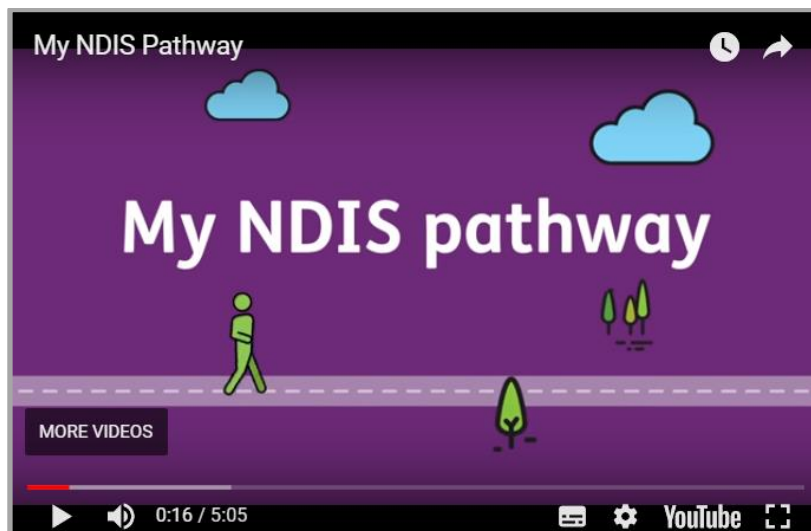 My NDIS Pathway
My NDIS pathway
MORE VIDEOS
0:16 / 5:05
YouTube